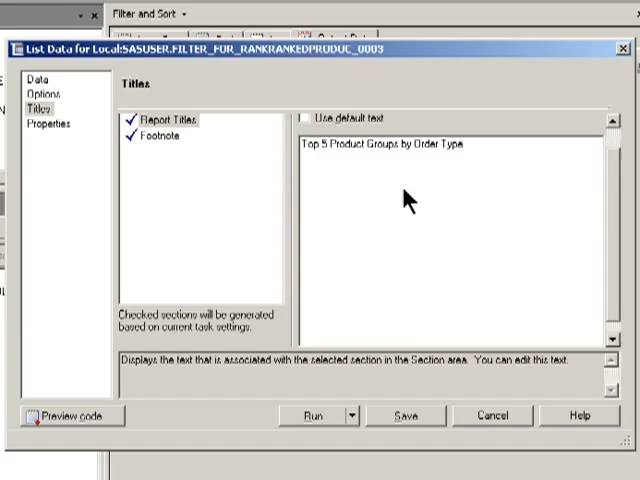 Filter and Sort
List Data for Local:SASUSER.FILTER_FOR_RANKRANKEDPRODUC_0003
Data
Options
Titles
Properties
Titles
Report Titles
Footnote
Use default text
Top 5 Product Groups by Order Type
Checked sections will be generated
based on current task settings.
Displays the text that is associated with the selected section in the Section area. You can edit this text.
Preview code
Run
Save
Cancel
Help